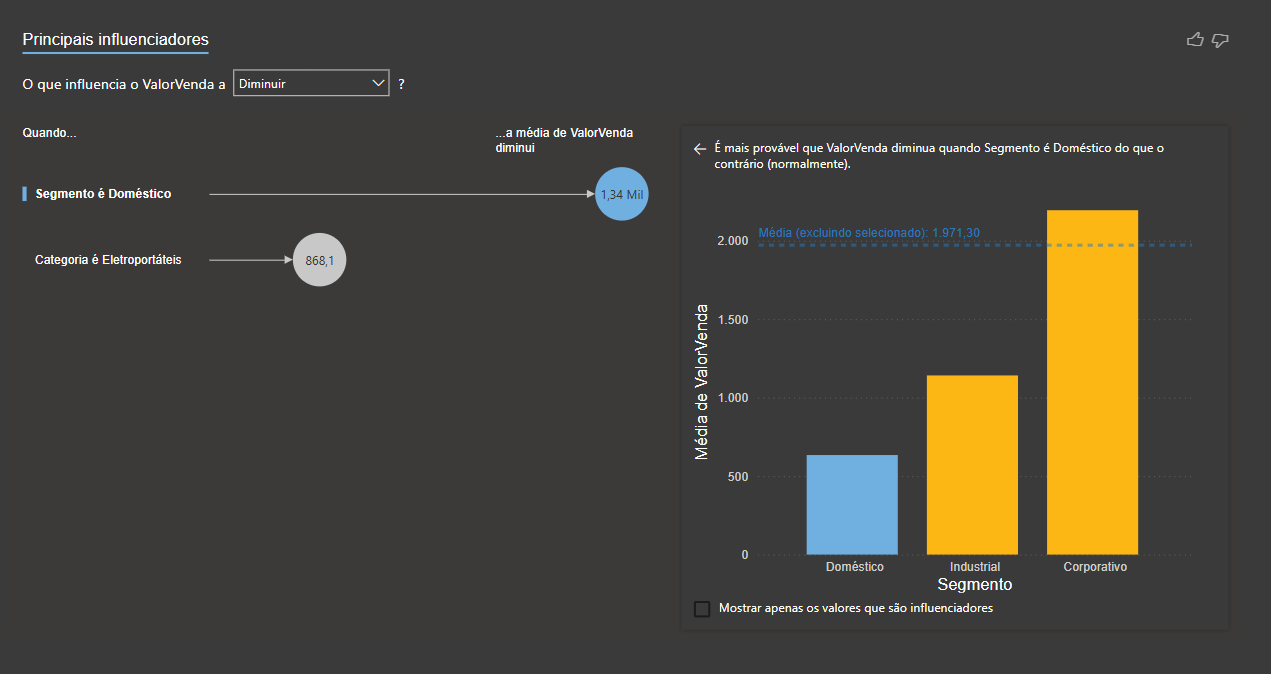 Principais influenciadores
O que influencia o ValorVenda a Diminuir ?
Quando...
...a média de ValorVenda
diminui
Segmento é Doméstico
1,34 Mil
Categoria é Eletroportáteis
868,1
É mais provável que ValorVenda diminua quando Segmento é Doméstico do que o
contrário (normalmente).
Média (excluindo selecionado): 1.971,30
2.000
1.500
1.000
500
0
Média de ValorVenda
Doméstico Industrial Corporativo
Segmento
Mostrar apenas os valores que são influenciadores